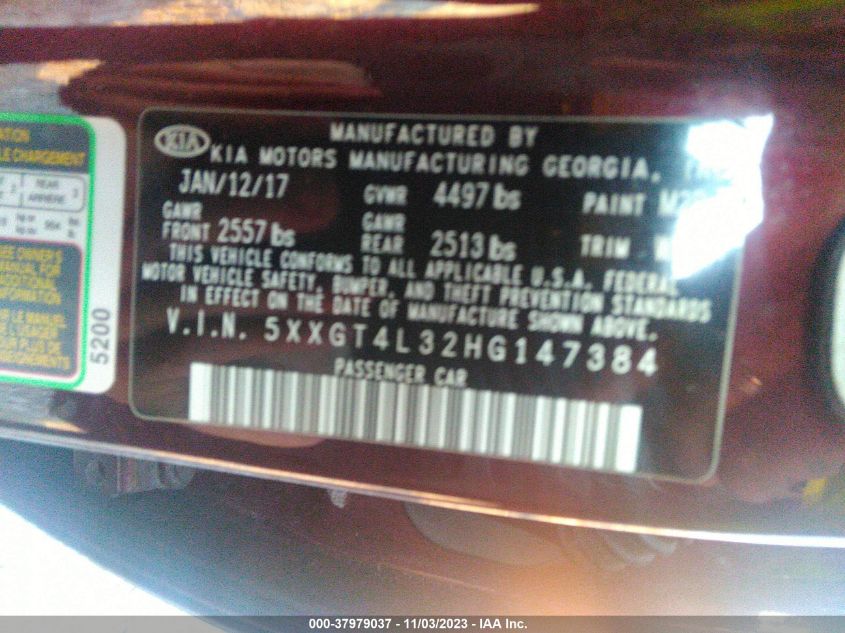 KIA
MANUFACTURED BY
KIA MOTORS MANUFACTURING GEORGIA,
JAN/12/17 GVWR 4497 lbs PAINT
GAWR FRONT 2557 lbs GAWR REAR 2513 lbs TRIM
THIS VEHICLE CONFORMS TO ALL APPLICABLE U.S.A. FEDERAL
MOTOR VEHICLE SAFETY, BUMPER, AND THEFT PREVENTION STANDARDS
IN EFFECT ON THE DATE OF MANUFACTURE SHOWN ABOVE.
V.I.N. 5XXGT4L32HG147384
PASSENGER CAR
CHARGEMENT
REAR
ARRIERE 3
5200
000-37979037 - 11/03/2023 - IAA Inc.